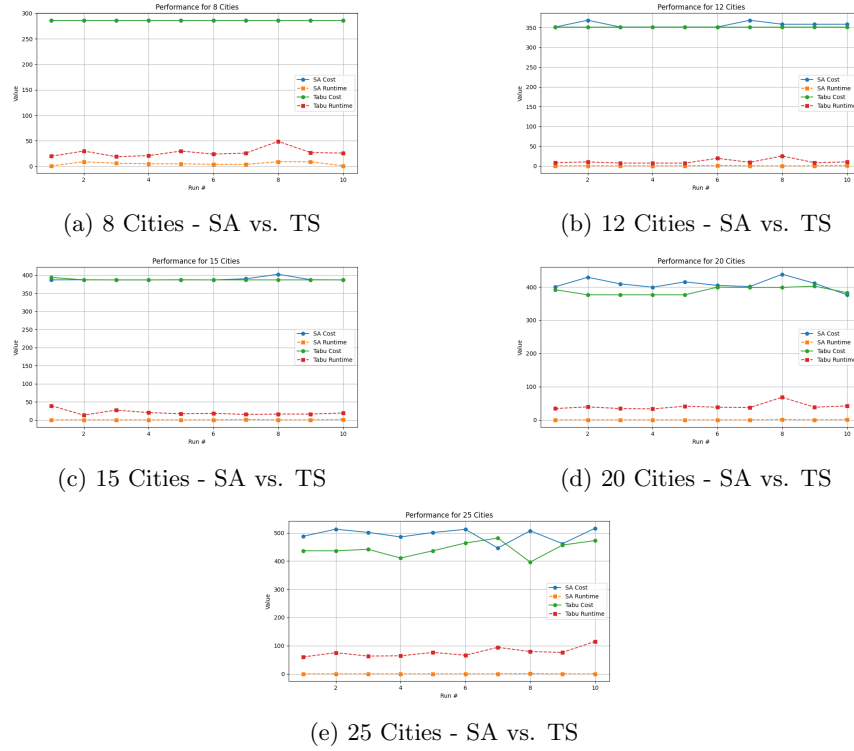 Performance for 8 Cities
300
250
200
150
100
50
0
Value
SA Cost
SA Runtime
Tabu Cost
Tabu Runtime
2 4 6 8 10
Run #
(a) 8 Cities - SA vs. TS
Performance for 12 Cities
350
300
250
200
150
100
50
0
Value
SA Cost
SA Runtime
Tabu Cost
Tabu Runtime
2 4 6 8 10
Run #
(b) 12 Cities - SA vs. TS
Performance for 15 Cities
400
350
300
250
200
150
100
50
0
Value
SA Cost
SA Runtime
Tabu Cost
Tabu Runtime
2 4 6 8 10
Run #
(c) 15 Cities - SA vs. TS
Performance for 20 Cities
400
300
200
100
0
Value
SA Cost
SA Runtime
Tabu Cost
Tabu Runtime
2 4 6 8 10
Run #
(d) 20 Cities - SA vs. TS
Performance for 25 Cities
500
400
300
200
100
0
Value
SA Cost
SA Runtime
Tabu Cost
Tabu Runtime
2 4 6 8 10
Run #
(e) 25 Cities - SA vs. TS